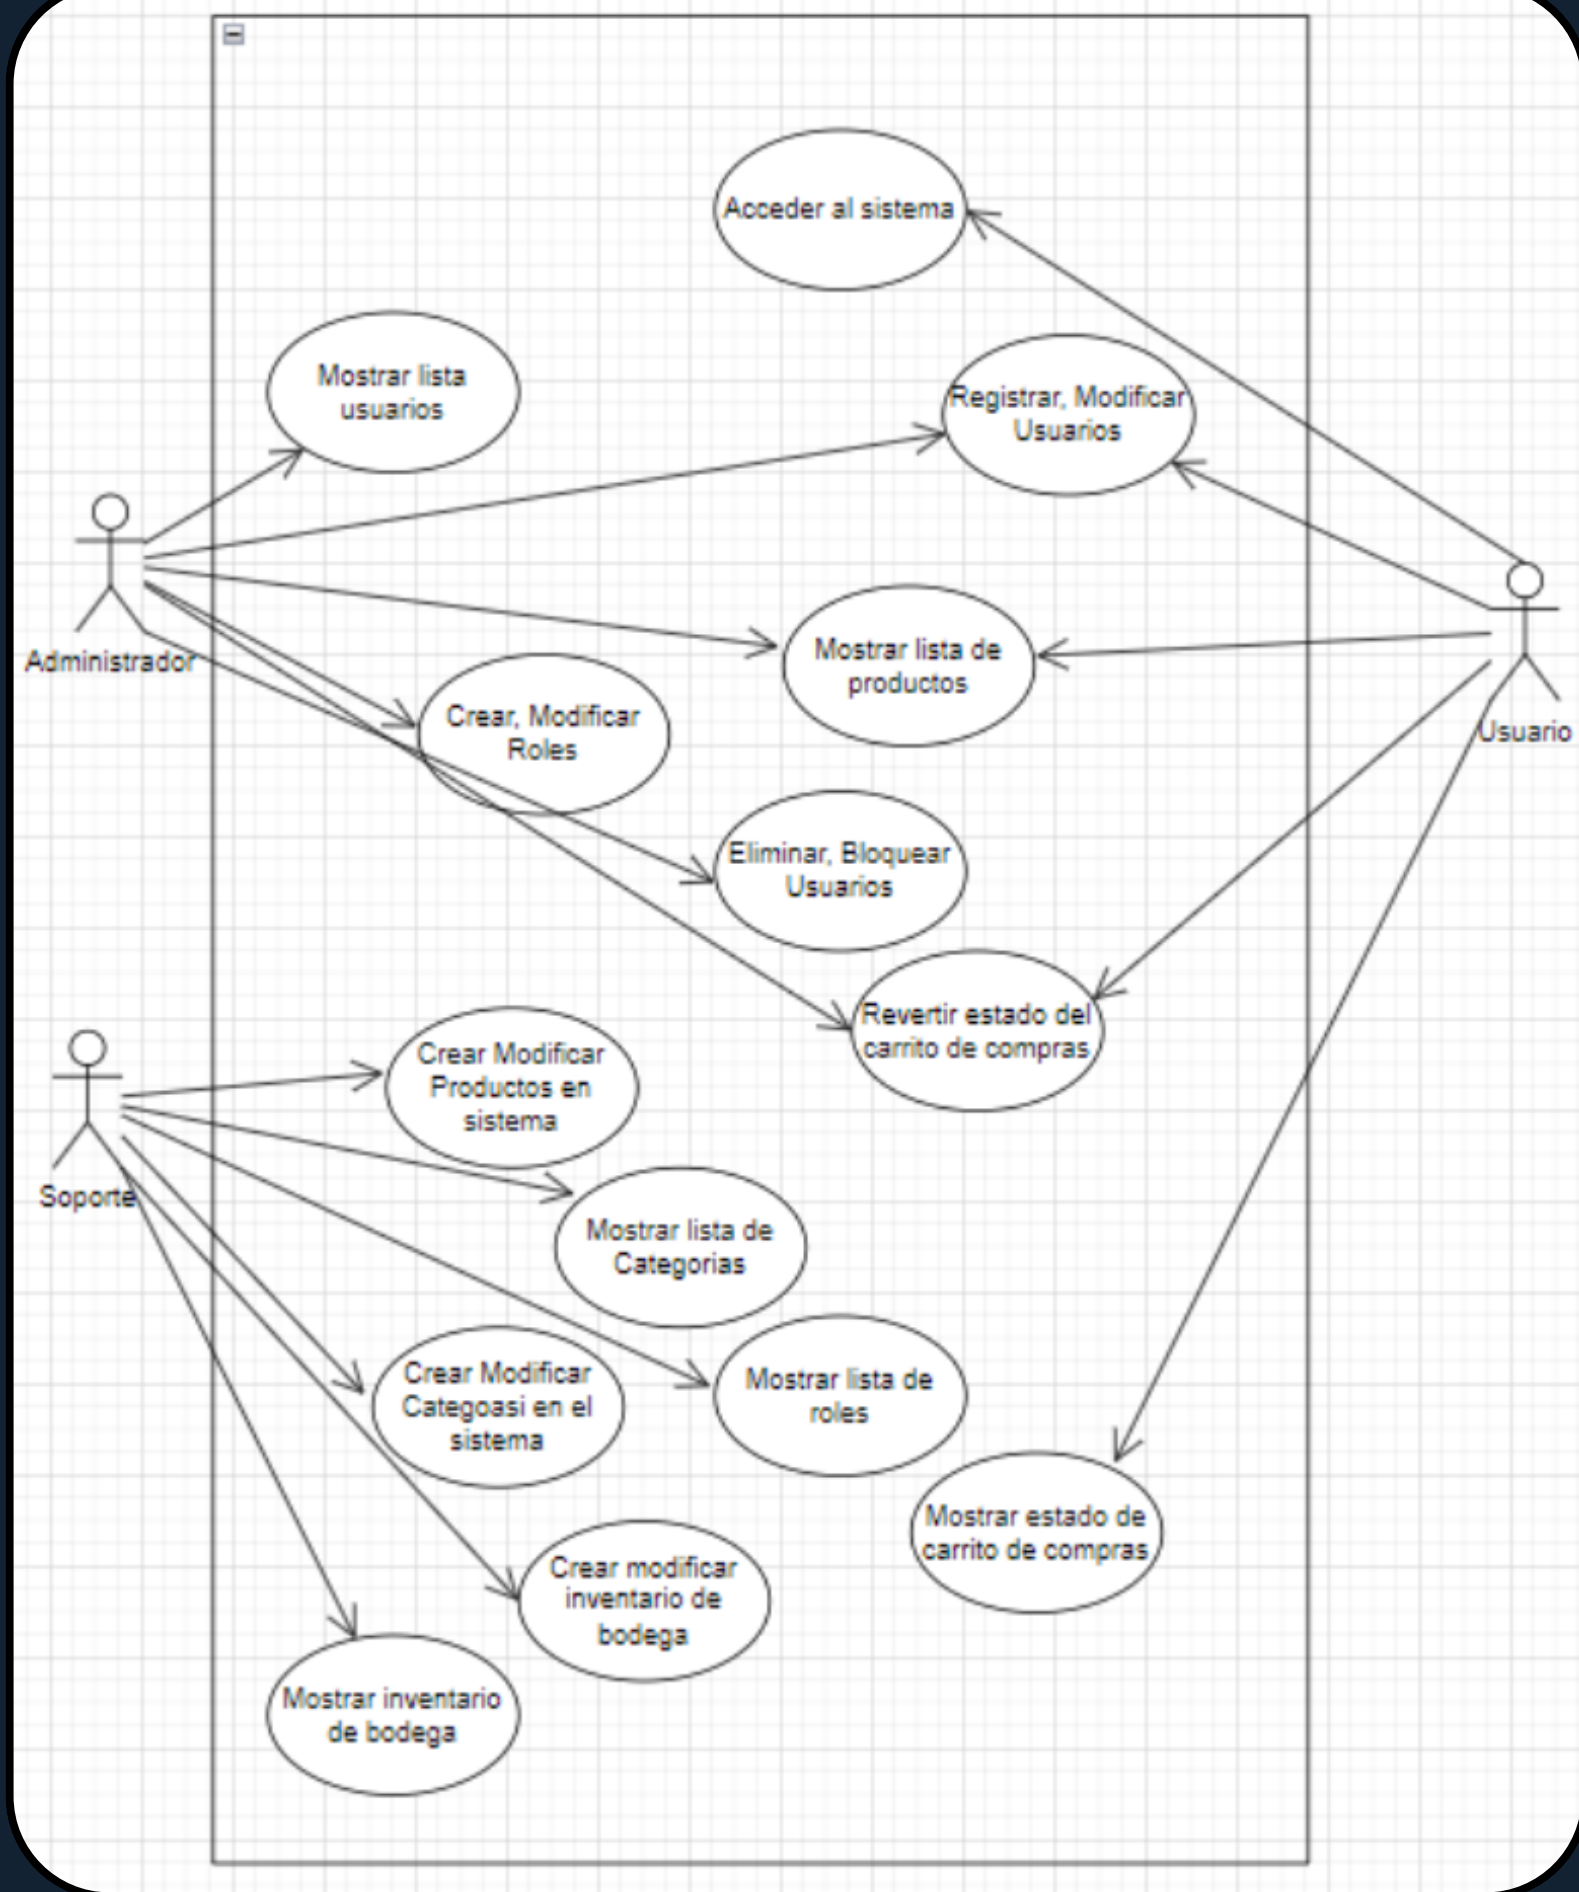 Acceder al sistema
Mostrar lista
usuarios
Registrar, Modificar
Usuarios
Administrador
Mostrar lista de
productos
Usuario
Crear, Modificar
Roles
Eliminar, Bloquear
Usuarios
Revertir estado del
carrito de compras
Crear Modificar
Productos en
sistema
Soporte
Mostrar lista de
Categorias
Crear Modificar
Categoasi en el
sistema
Mostrar lista de
roles
Mostrar estado de
carrito de compras
Crear modificar
inventario de
bodega
Mostrar inventario
de bodega